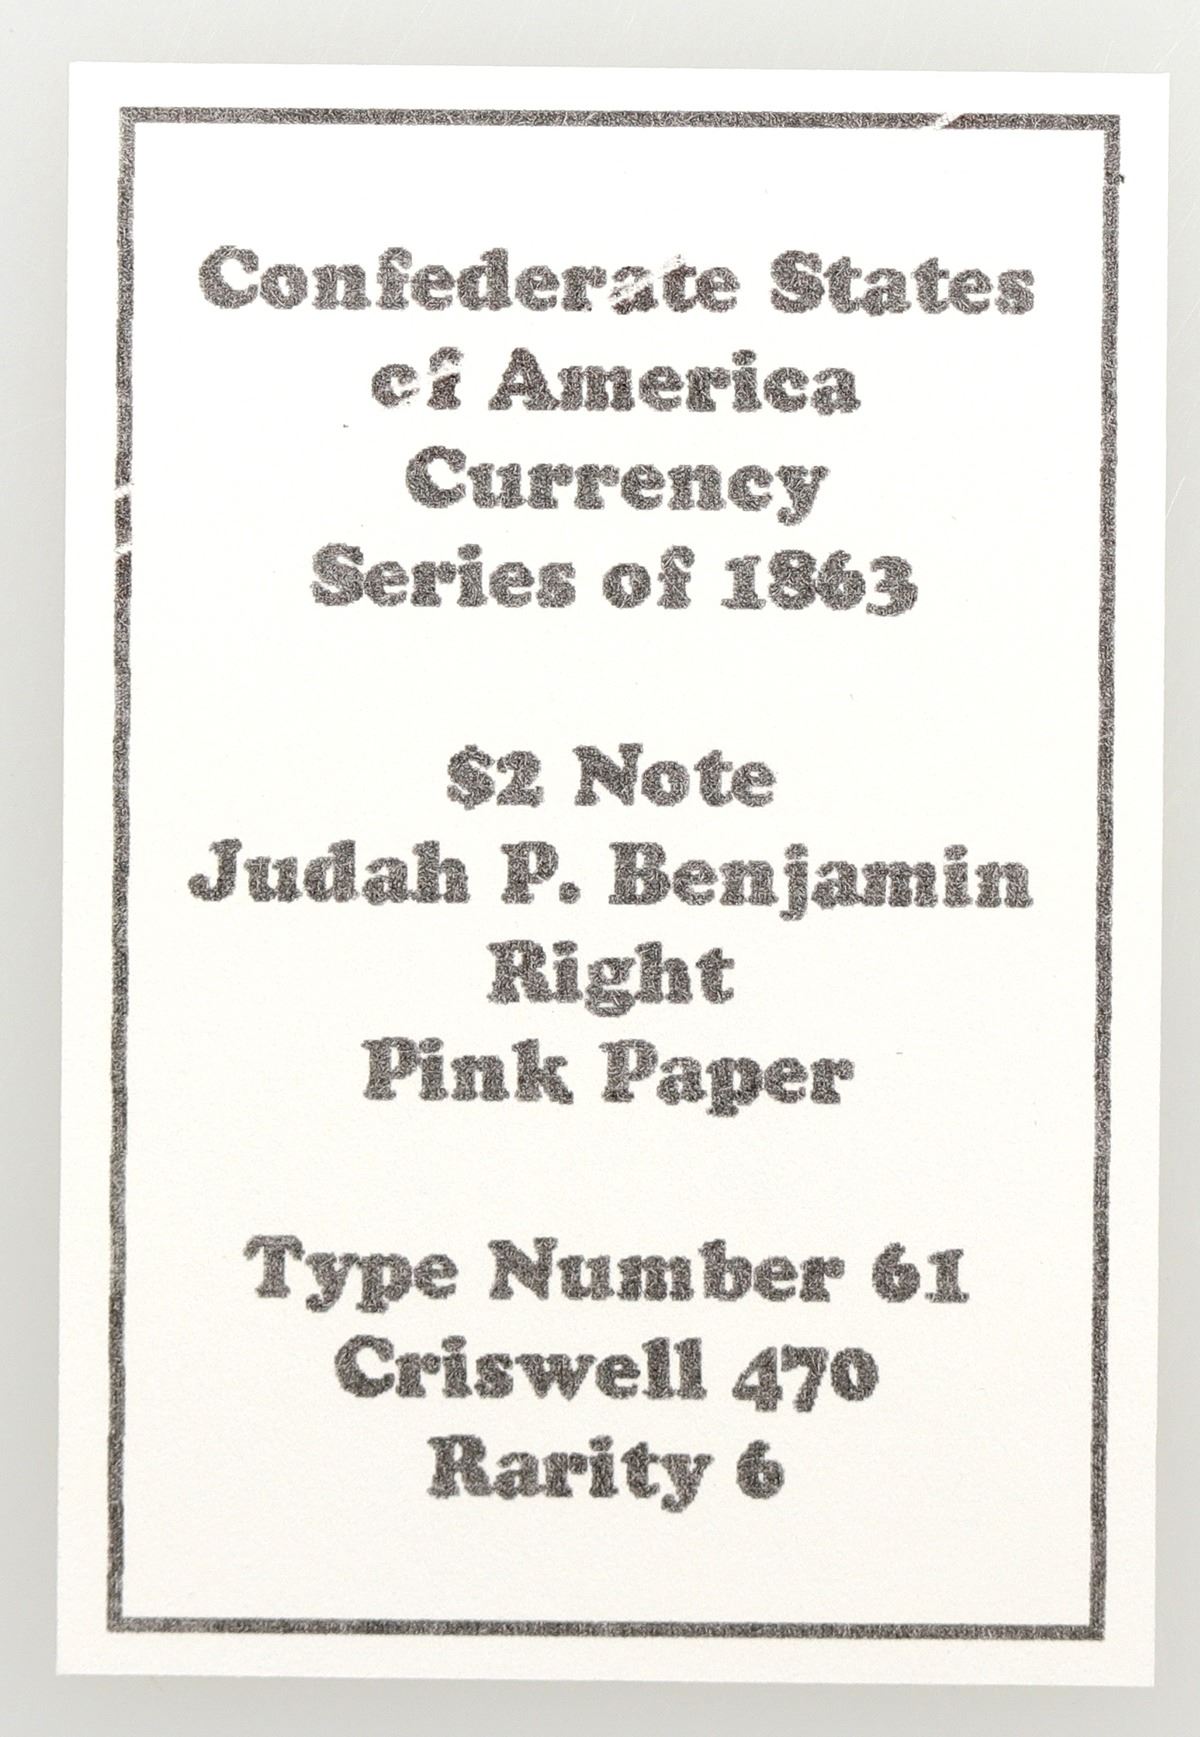 Confederate States
of America
Currency
Series of 1863
$2 Note
Judah P. Benjamin
Right
Pink Paper
Type Number 61
Criswell 470
Rarity 6